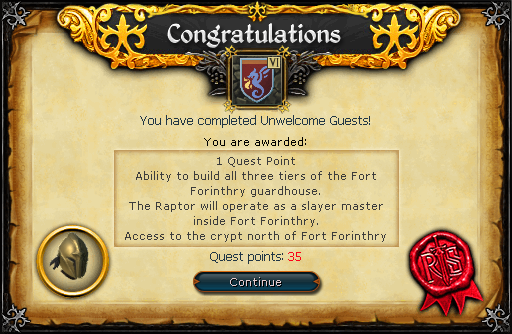 Congratulations
VI
You have completed Unwelcome Guests!
You are awarded:
1 Quest Point
Ability to build all three tiers of the Fort
Forinthry guardhouse.
The Raptor will operate as a slayer master
inside Fort Forinthry.
Access to the crypt north of Fort Forinthry
Quest points: 35
Continue
RS